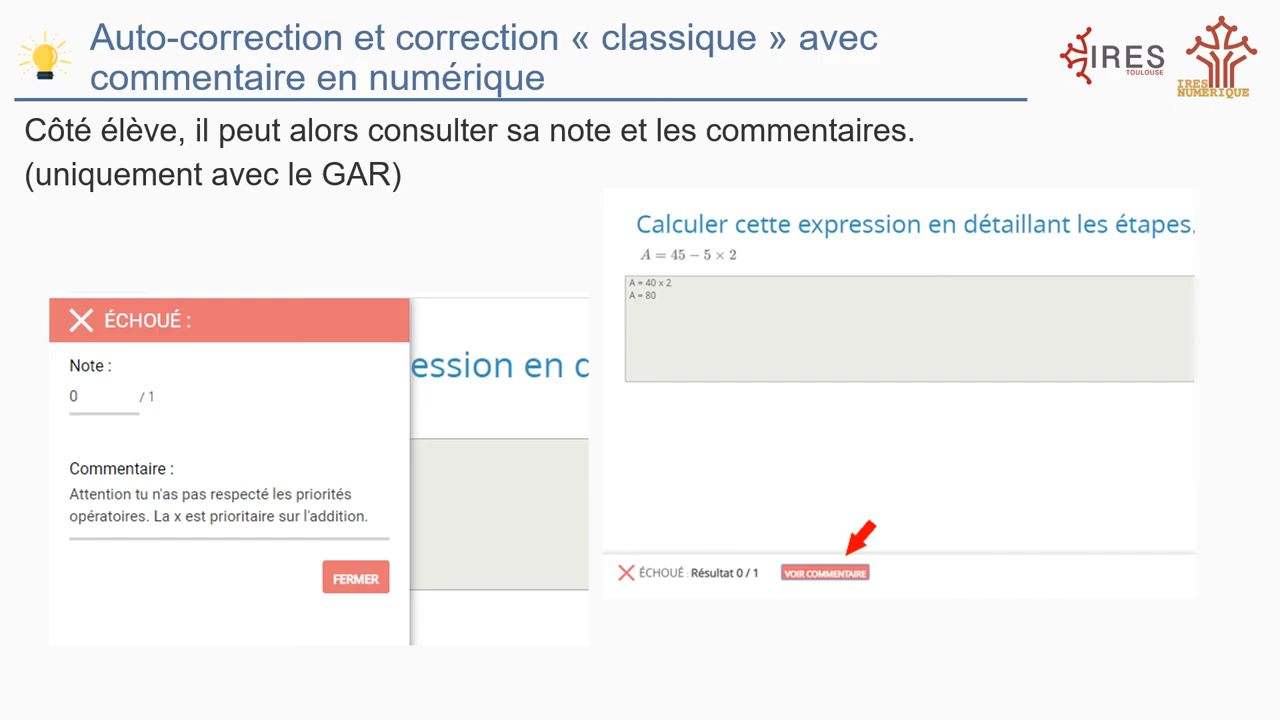 Auto-correction et correction « classique » avec
commentaire en numérique
IRES
TOULOUSE
IRES
NUMERIQUE
Côté élève, il peut alors consulter sa note et les commentaires.
(uniquement avec le GAR)
ÉCHOUÉ :
Note :
0 / 1
Commentaire :
Attention tu n'as pas respecté les priorités
opératoires. La x est prioritaire sur l'addition.
FERMER
ession en d
Calculer cette expression en détaillant les étapes.
A = 45 − 5 × 2
A = 40 x 2
A = 80
ÉCHOUÉ : Résultat 0 / 1 VOIR COMMENTAIRE